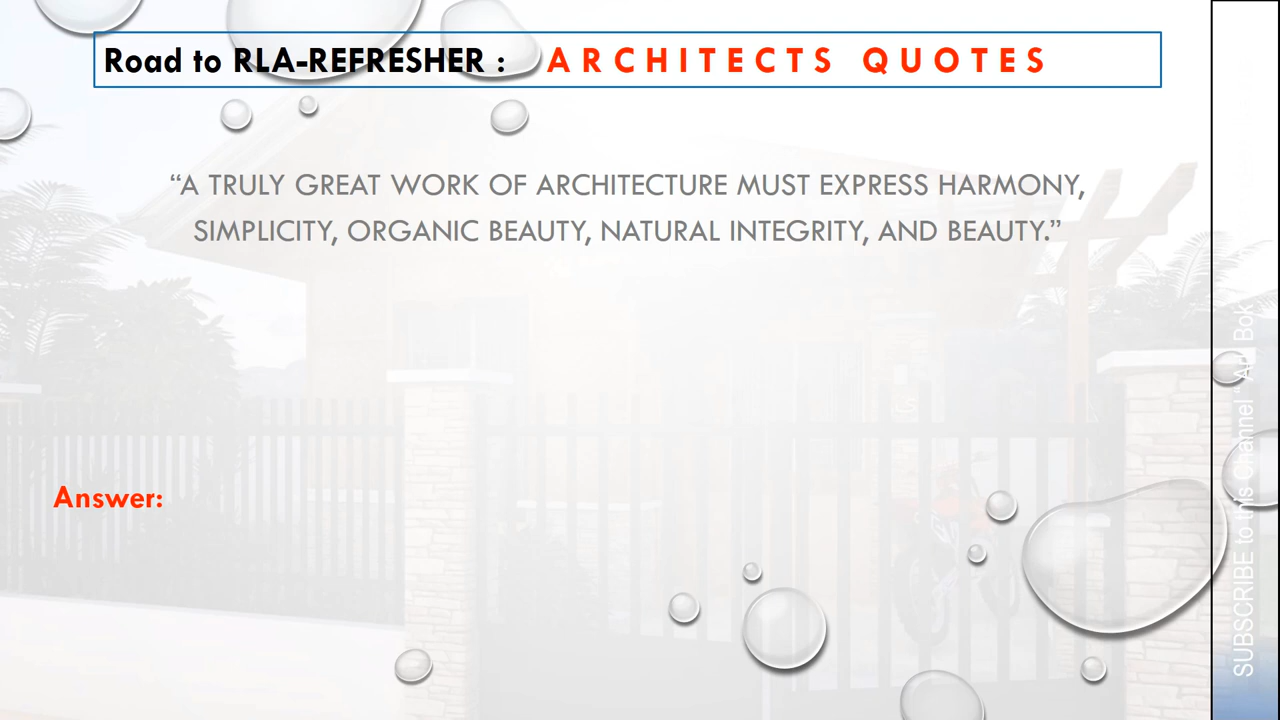 Road to RLA-REFRESHER : ARCHITECTS QUOTES
“A TRULY GREAT WORK OF ARCHITECTURE MUST EXPRESS HARMONY,
SIMPLICITY, ORGANIC BEAUTY, NATURAL INTEGRITY, AND BEAUTY.”
Answer:
SUBSCRIBE to this Channel “ Bok